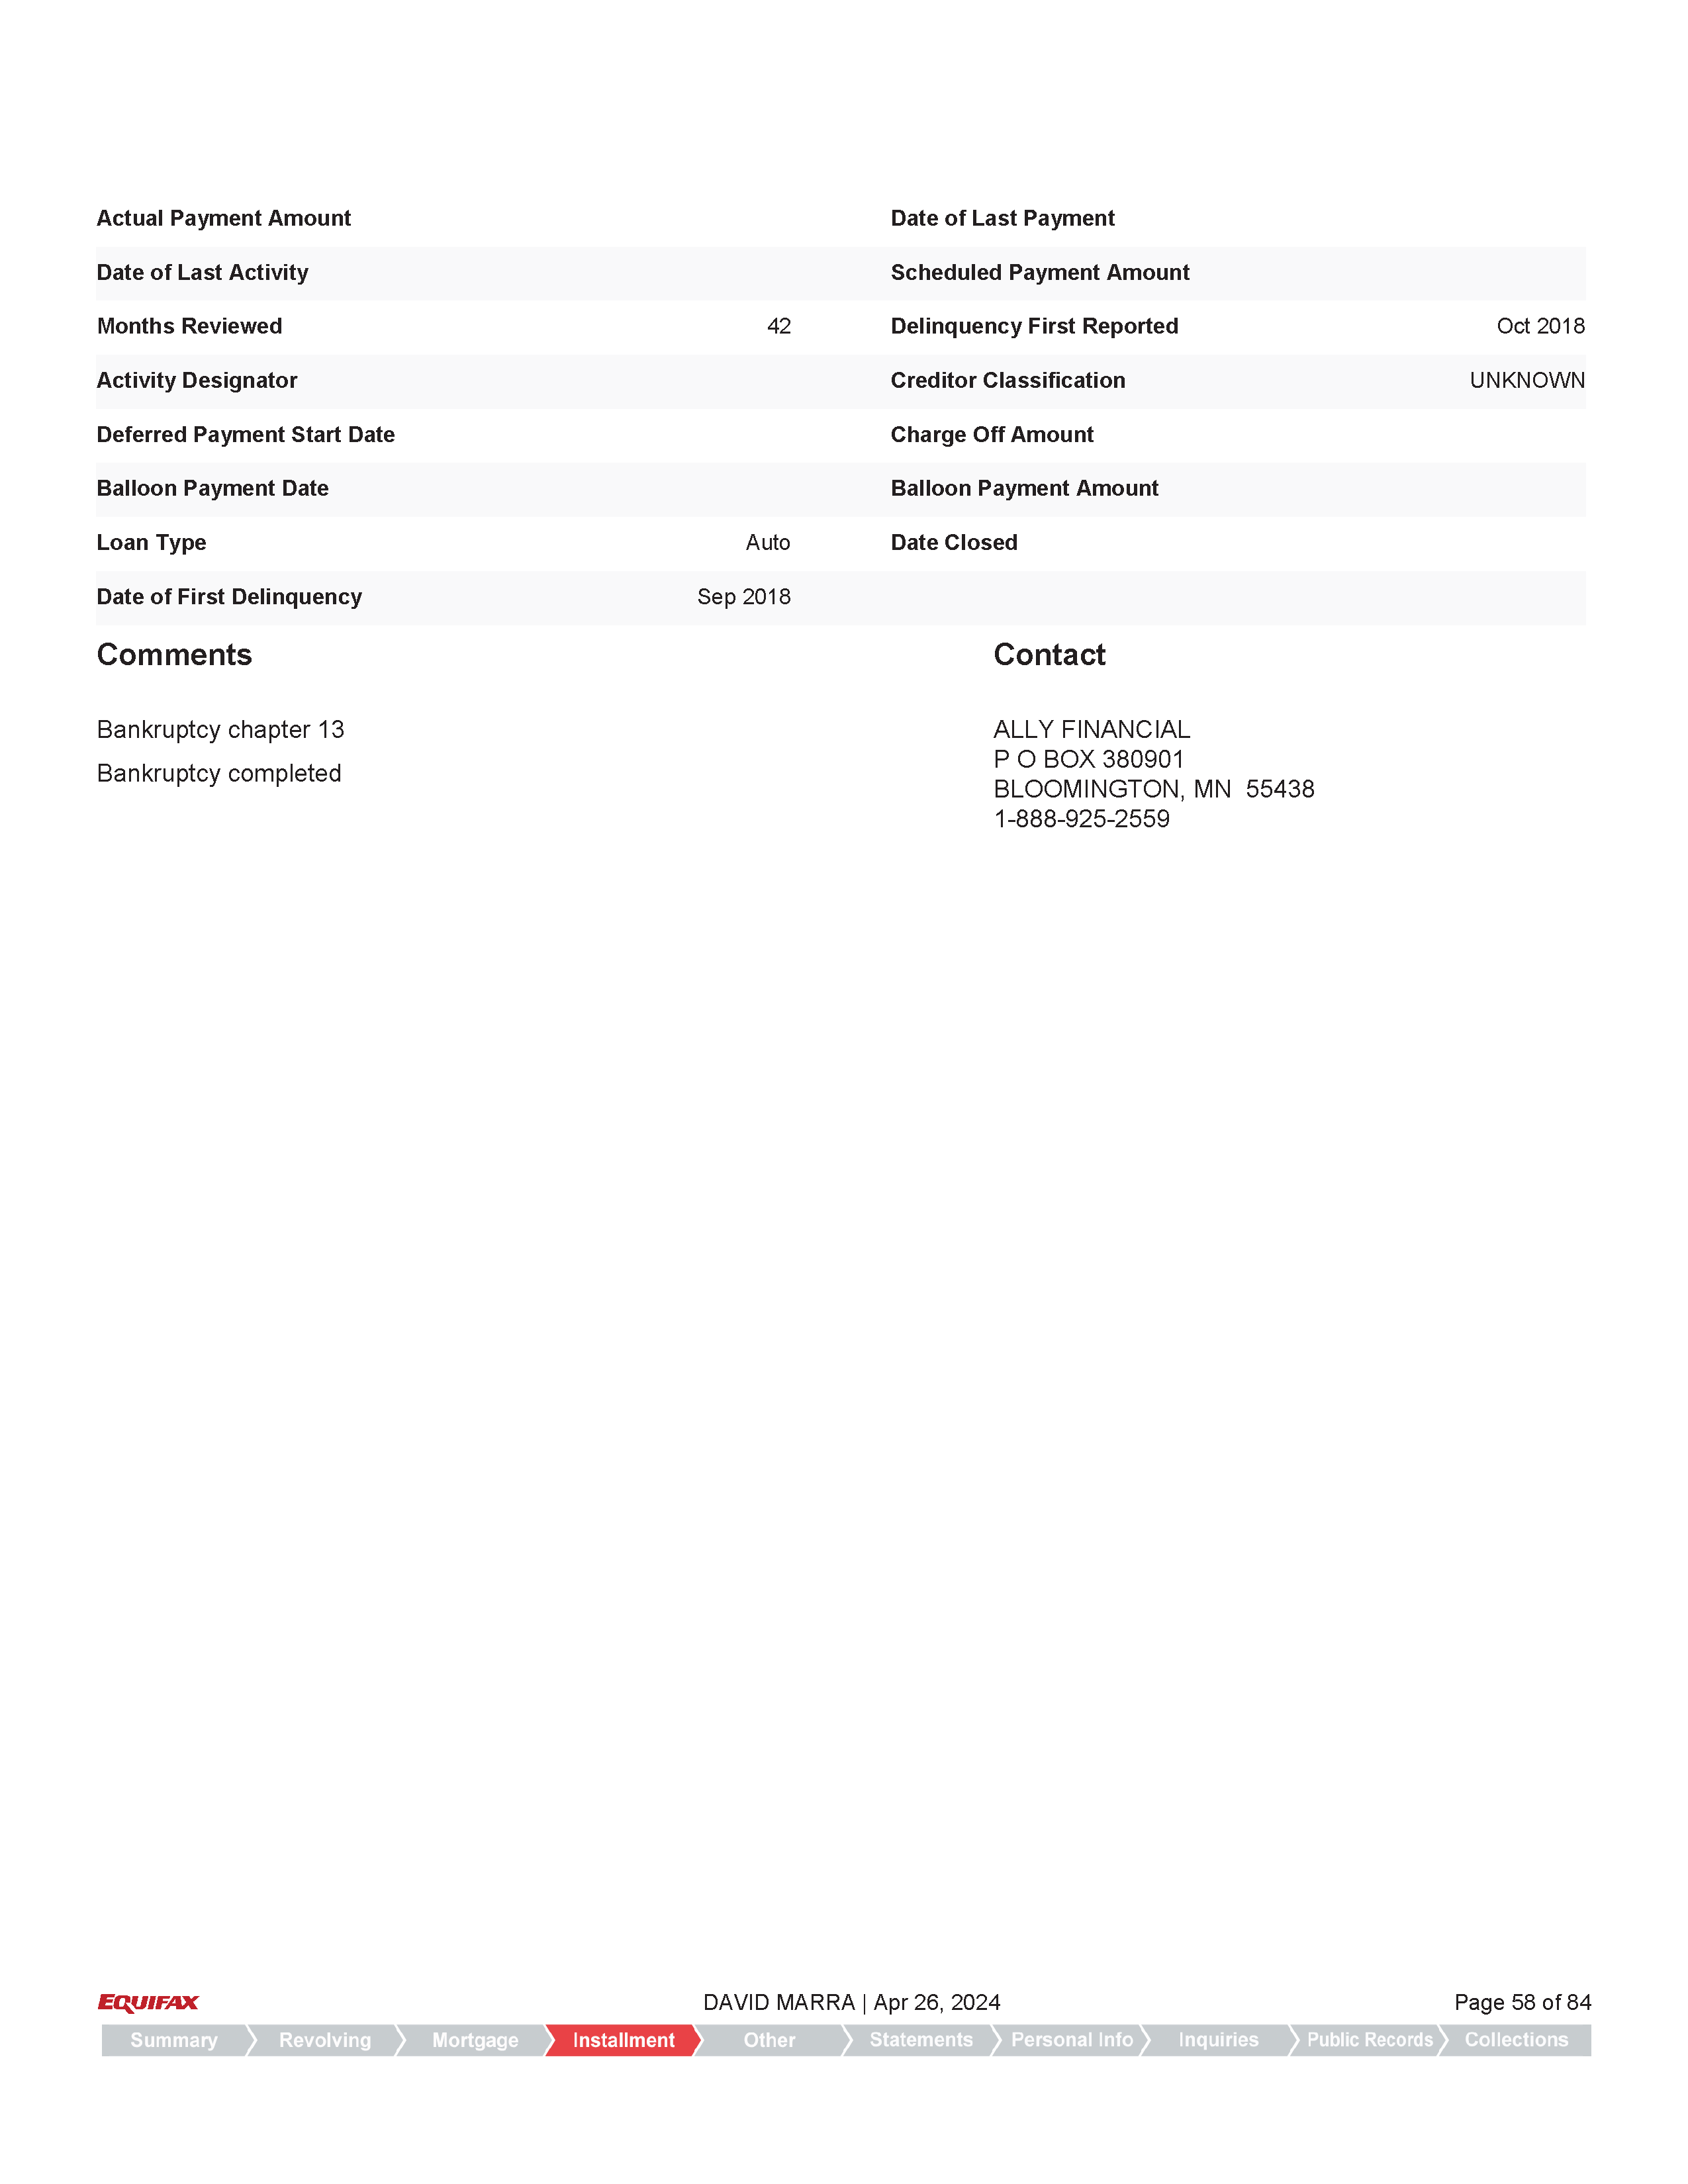 Actual Payment Amount Date of Last Payment
Date of Last Activity Scheduled Payment Amount
Months Reviewed 42 Delinquency First Reported Oct 2018
Activity Designator Creditor Classification UNKNOWN
Deferred Payment Start Date Charge Off Amount
Balloon Payment Date Balloon Payment Amount
Loan Type Auto Date Closed
Date of First Delinquency Sep 2018
Comments
Bankruptcy chapter 13
Bankruptcy completed
Contact
ALLY FINANCIAL
P O BOX 380901
BLOOMINGTON, MN 55438
1-888-925-2559
EQUIFAX DAVID MARRA | Apr 26, 2024 Page 58 of 84
Summary Revolving Mortgage Installment Other Statements Personal Info Inquiries Public Records Collections